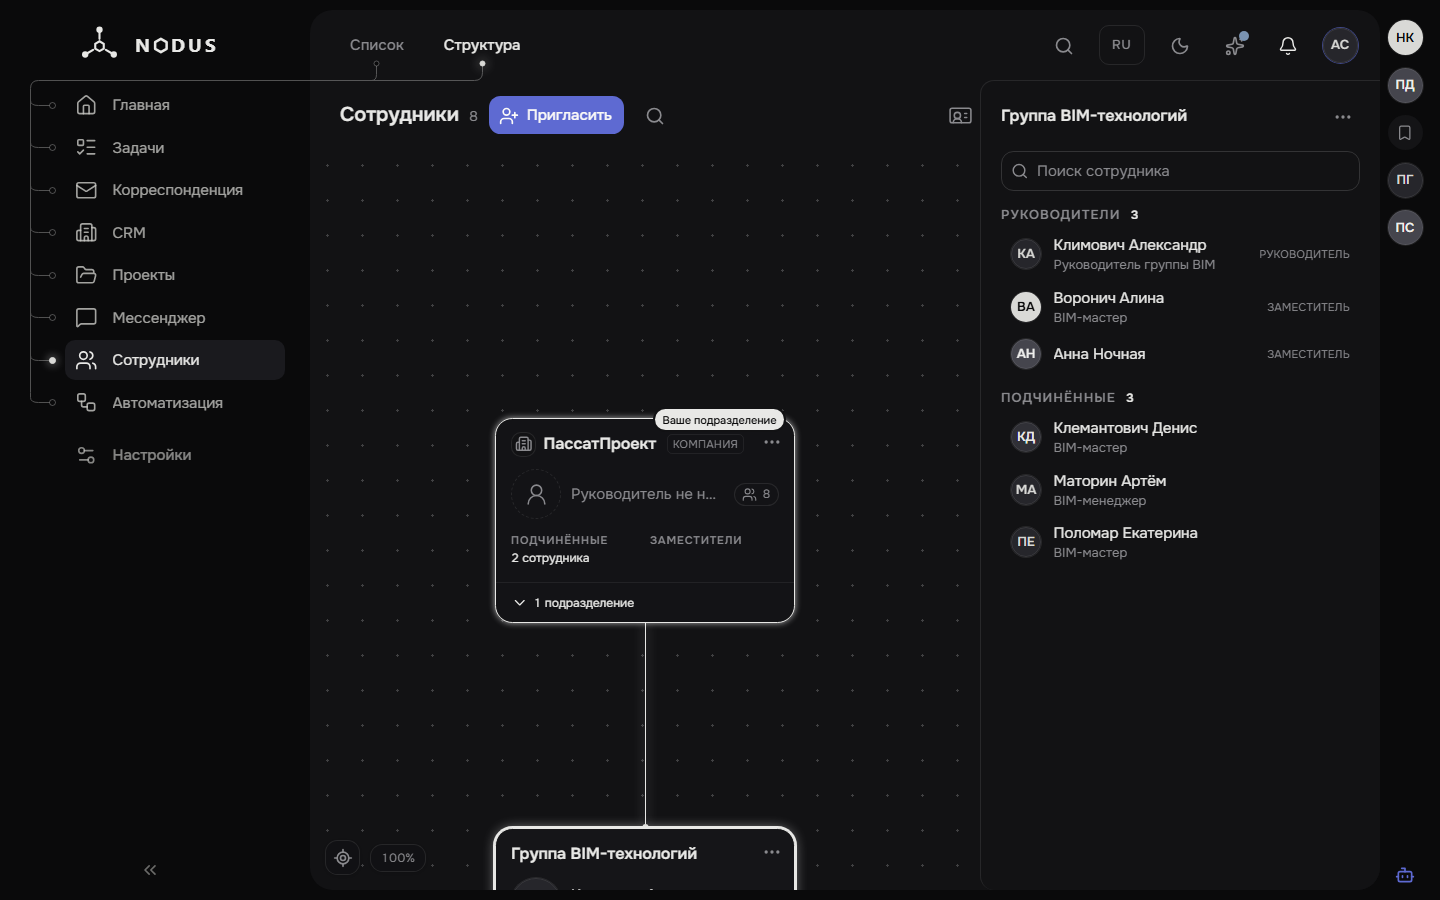 NODUS
Список
Структура
RU
АС
НК
ПД
ПГ
ПС
Главная
Задачи
Корреспонденция
CRM
Проекты
Мессенджер
Сотрудники
Автоматизация
Настройки
Сотрудники 8
Пригласить
Ваше подразделение
ПассатПроект КОМПАНИЯ
Руководитель не н...
8
ПОДЧИНЁННЫЕ ЗАМЕСТИТЕЛИ
2 сотрудника
1 подразделение
Группа BIM-технологий
100%
Группа BIM-технологий
Поиск сотрудника
РУКОВОДИТЕЛИ 3
КА
Климович Александр
Руководитель группы BIM
РУКОВОДИТЕЛЬ
ВА
Воронич Алина
BIM-мастер
ЗАМЕСТИТЕЛЬ
АН
Анна Ночная
ЗАМЕСТИТЕЛЬ
ПОДЧИНЁННЫЕ 3
КД
Клемантович Денис
BIM-мастер
МА
Маторин Артём
BIM-менеджер
ПЕ
Поломар Екатерина
BIM-мастер